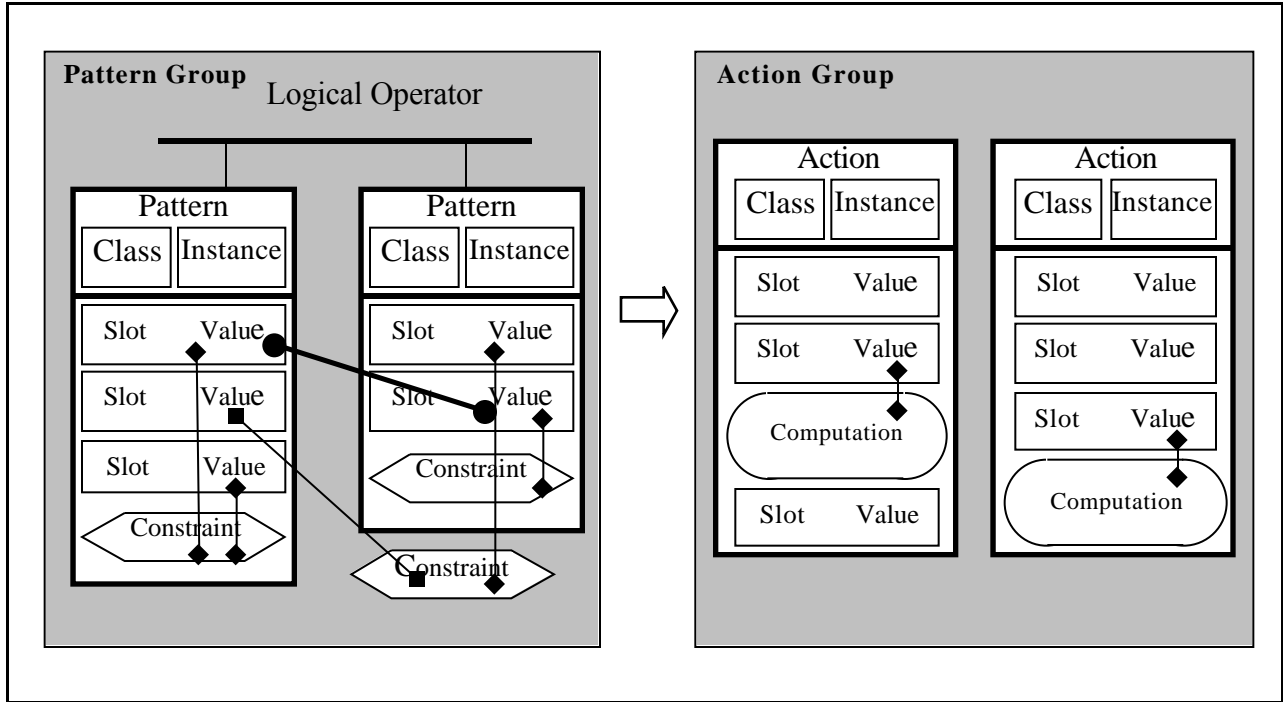 Pattern Group
Logical Operator
Pattern
Class Instance
Slot Value
Slot Value
Slot Value
Constraint
Pattern
Class Instance
Slot Value
Slot Value
Constraint
Constraint
Action Group
Action
Class Instance
Slot Value
Slot Value
Computation
Slot Value
Action
Class Instance
Slot Value
Slot Value
Slot Value
Computation